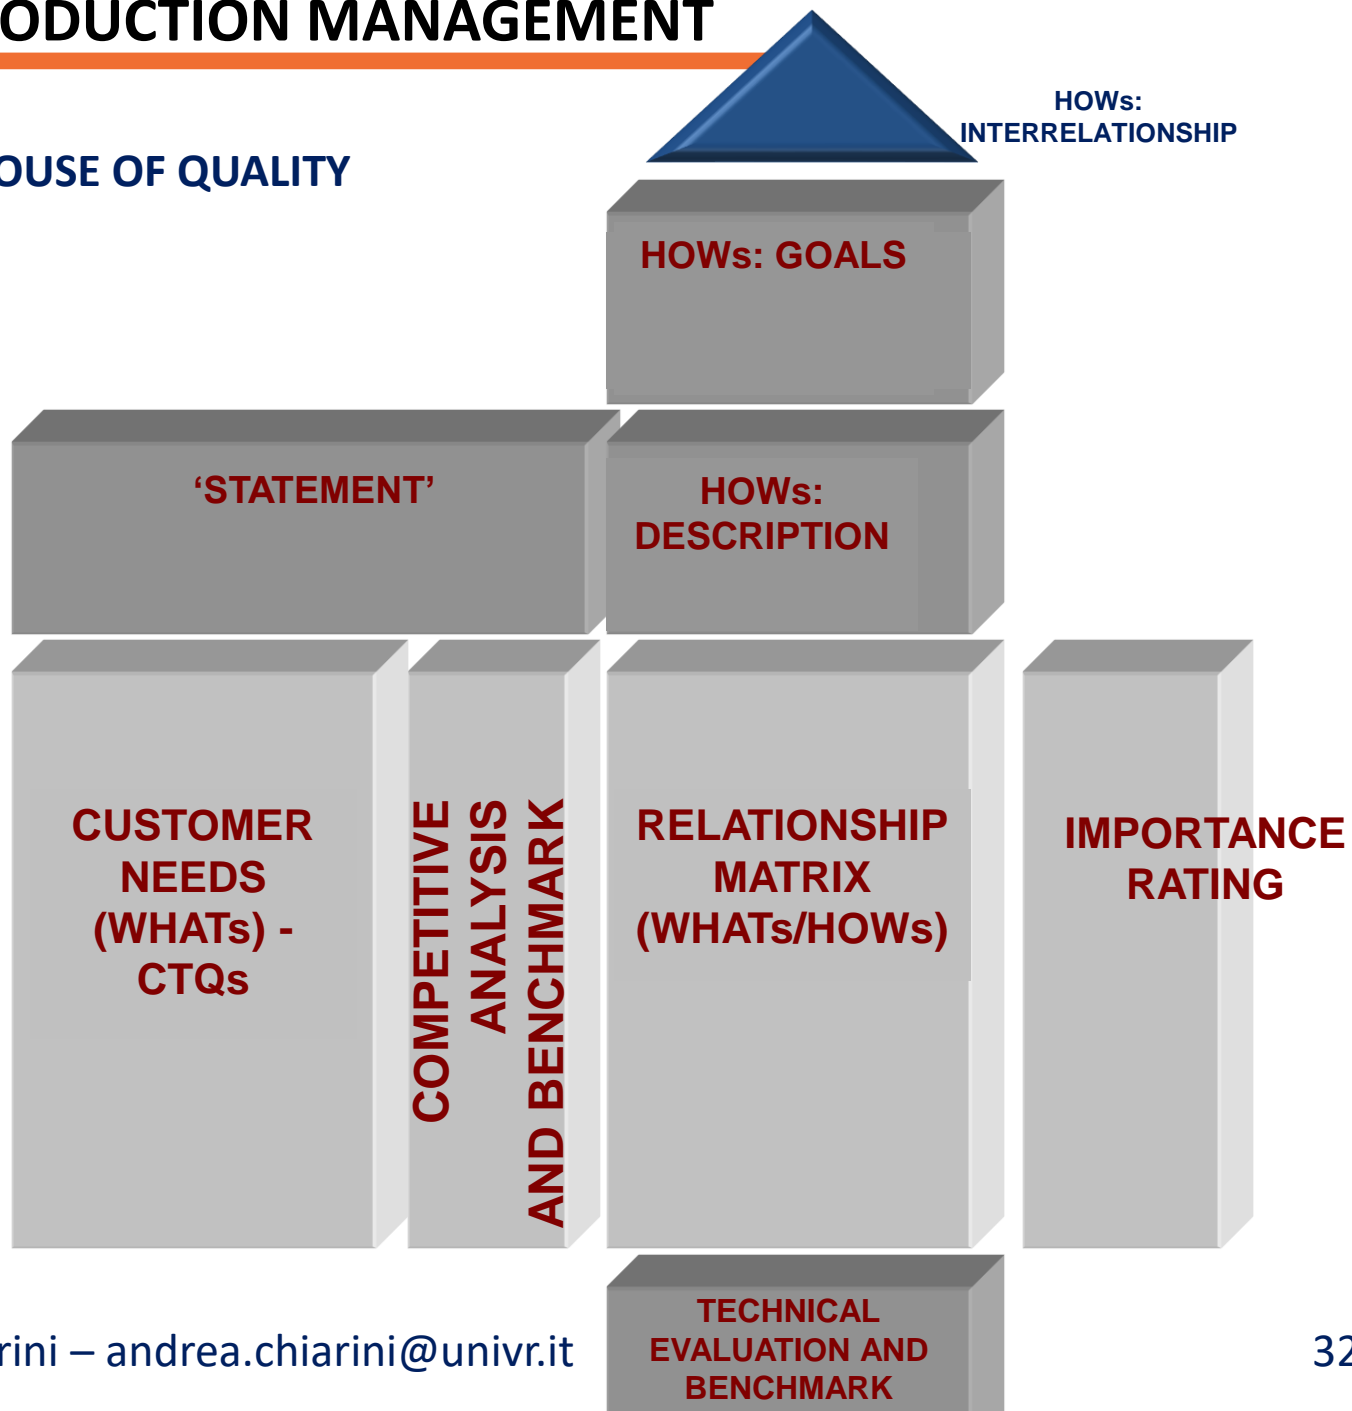 ODUCTION MANAGEMENT
HOWs:
INTERRELATIONSHIP
OUSE OF QUALITY
HOWs: GOALS
‘STATEMENT’
HOWs:
DESCRIPTION
CUSTOMER
NEEDS
(WHATs) -
CTQs
COMPETITIVE
ANALYSIS
AND BENCHMARK
RELATIONSHIP
MATRIX
(WHATs/HOWs)
IMPORTANCE
RATING
TECHNICAL
EVALUATION AND
BENCHMARK
rini – andrea.chiarini@univr.it
32